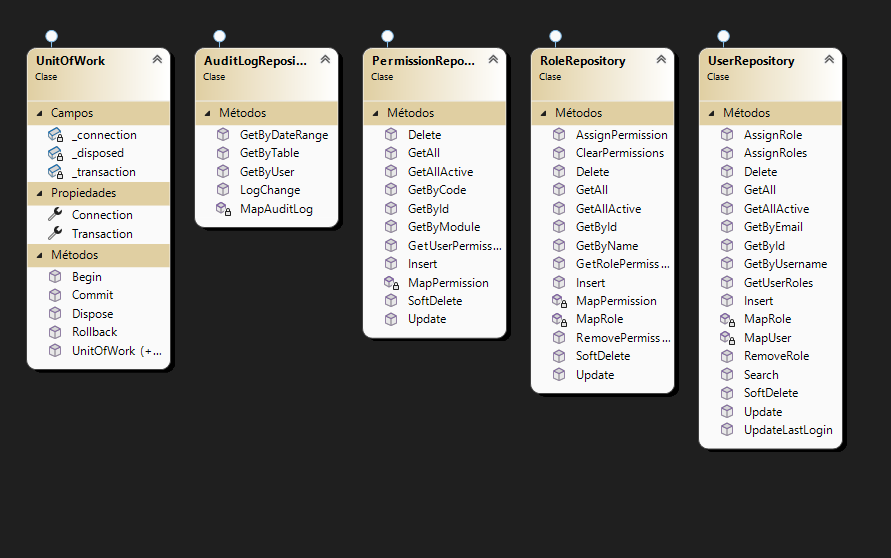 UnitOfWork
Clase
Campos
_connection
_disposed
_transaction
Propiedades
Connection
Transaction
Métodos
Begin
Commit
Dispose
Rollback
UnitOfWork (+...
AuditLogReposi...
Clase
Métodos
GetByDateRange
GetByTable
GetByUser
LogChange
MapAuditLog
PermissionRepo...
Clase
Métodos
Delete
GetAll
GetAllActive
GetByCode
GetById
GetByModule
GetUserPermiss...
Insert
MapPermission
SoftDelete
Update
RoleRepository
Clase
Métodos
AssignPermission
ClearPermissions
Delete
GetAll
GetAllActive
GetById
GetByName
GetRolePermiss...
Insert
MapPermission
MapRole
RemovePermiss...
SoftDelete
Update
UserRepository
Clase
Métodos
AssignRole
AssignRoles
Delete
GetAll
GetAllActive
GetByEmail
GetById
GetByUsername
GetUserRoles
Insert
MapRole
MapUser
RemoveRole
Search
SoftDelete
Update
UpdateLastLogin